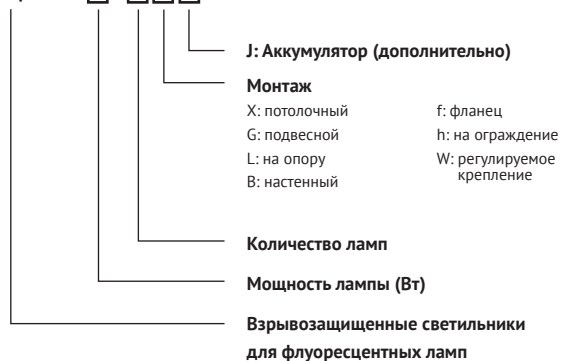 J: Аккумулятор (дополнительно)
Монтаж
X: потолочный
G: подвесной
L: на опору
B: настенный
f: фланец
h: на ограждение
W: регулируемое
крепление
Количество ламп
Мощность лампы (Вт)
Взрывозащищенные светильники
для флуоресцентных ламп